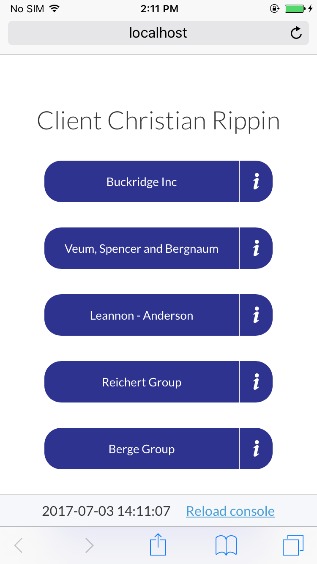 No SIM 2:11 PM
localhost
Client Christian Rippin
Buckridge Inc i
Veum, Spencer and Bergnaum i
Leannon - Anderson i
Reichert Group i
Berge Group i
2017-07-03 14:11:07 Reload console